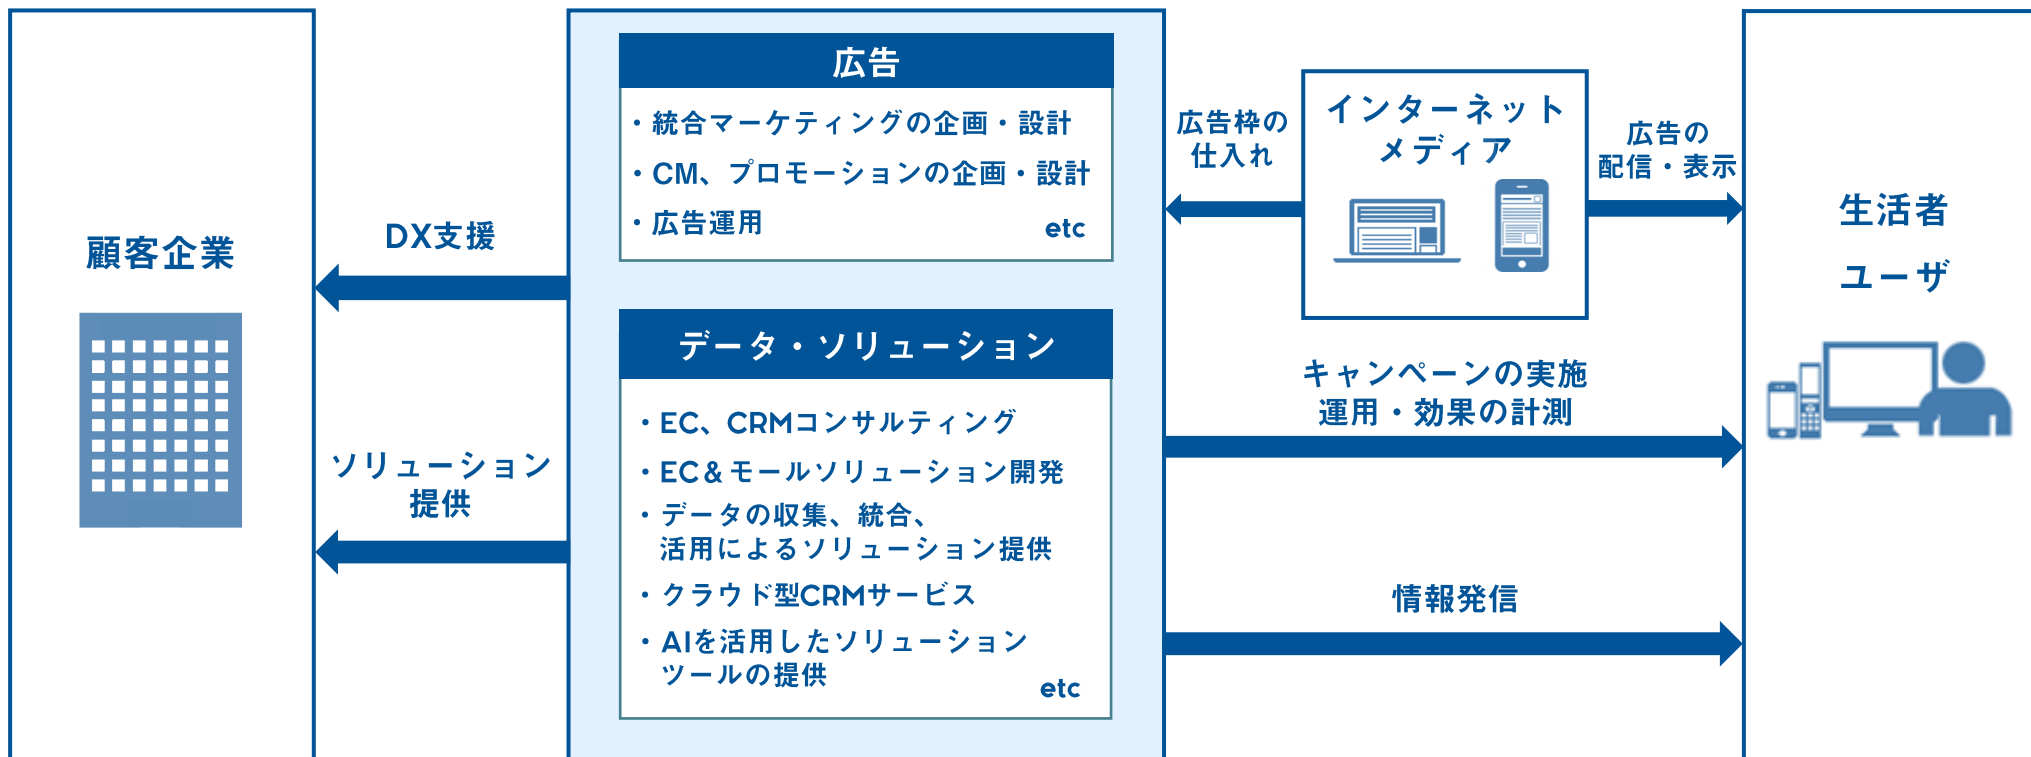 顧客企業
DX支援
ソリューション
提供
広告
・統合マーケティングの企画・設計
・CM、プロモーションの企画・設計
・広告運用
etc
データ・ソリューション
・EC、CRMコンサルティング
・EC&モールソリューション開発
・データの収集、統合、
活用によるソリューション提供
・クラウド型CRMサービス
・AIを活用したソリューション
ツールの提供
etc
広告枠の
仕入れ
インターネット
メディア
広告の
配信・表示
キャンペーンの実施
運用・効果の計測
情報発信
生活者
ユーザ